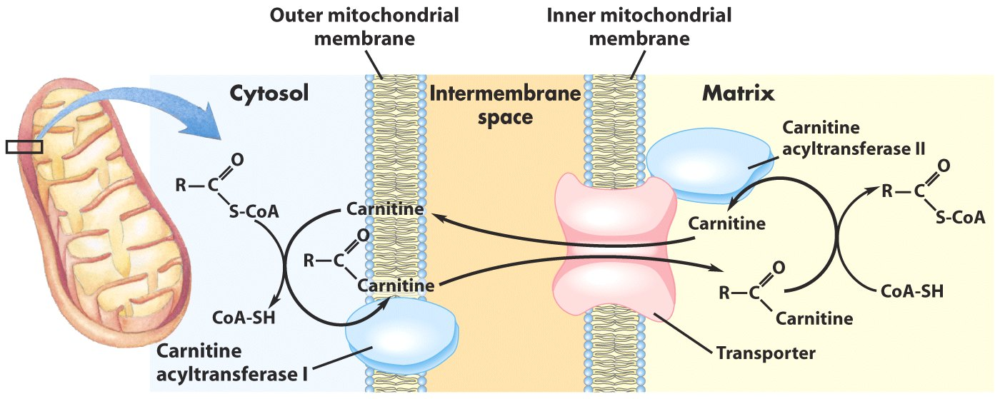 Outer mitochondrial
membrane
Inner mitochondrial
membrane
Cytosol
Intermembrane
space
Matrix
Carnitine
acyltransferase II
O
R—C
S-CoA
Carnitine
O
R—C
Carnitine
CoA-SH
Carnitine
acyltransferase I
Carnitine
O
R—C
S-CoA
O
R—C
Carnitine
CoA-SH
Transporter